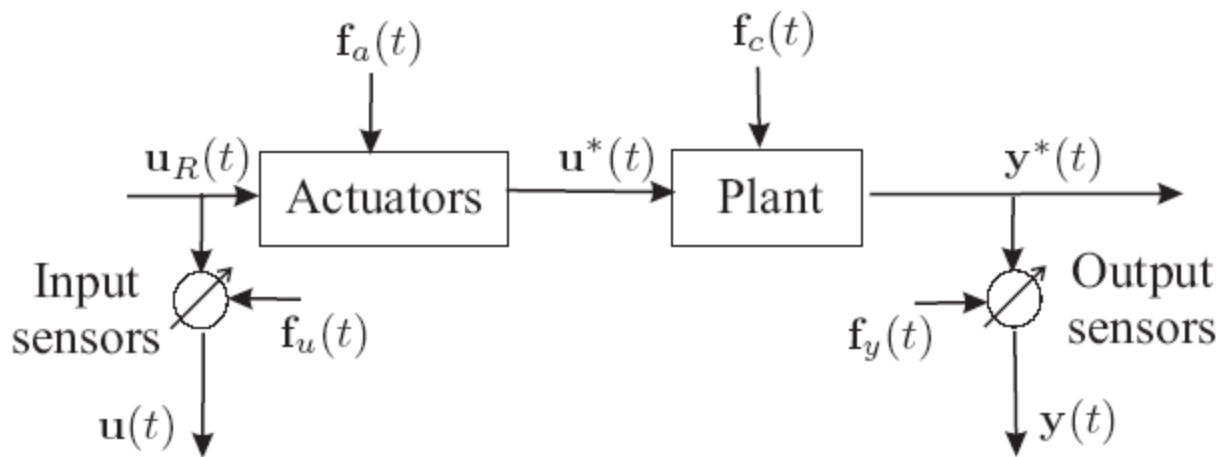 f_a(t)
f_c(t)
u_R(t)
u*(t)
y*(t)
Actuators
Plant
Input
sensors
f_u(t)
f_y(t)
Output
sensors
u(t)
y(t)